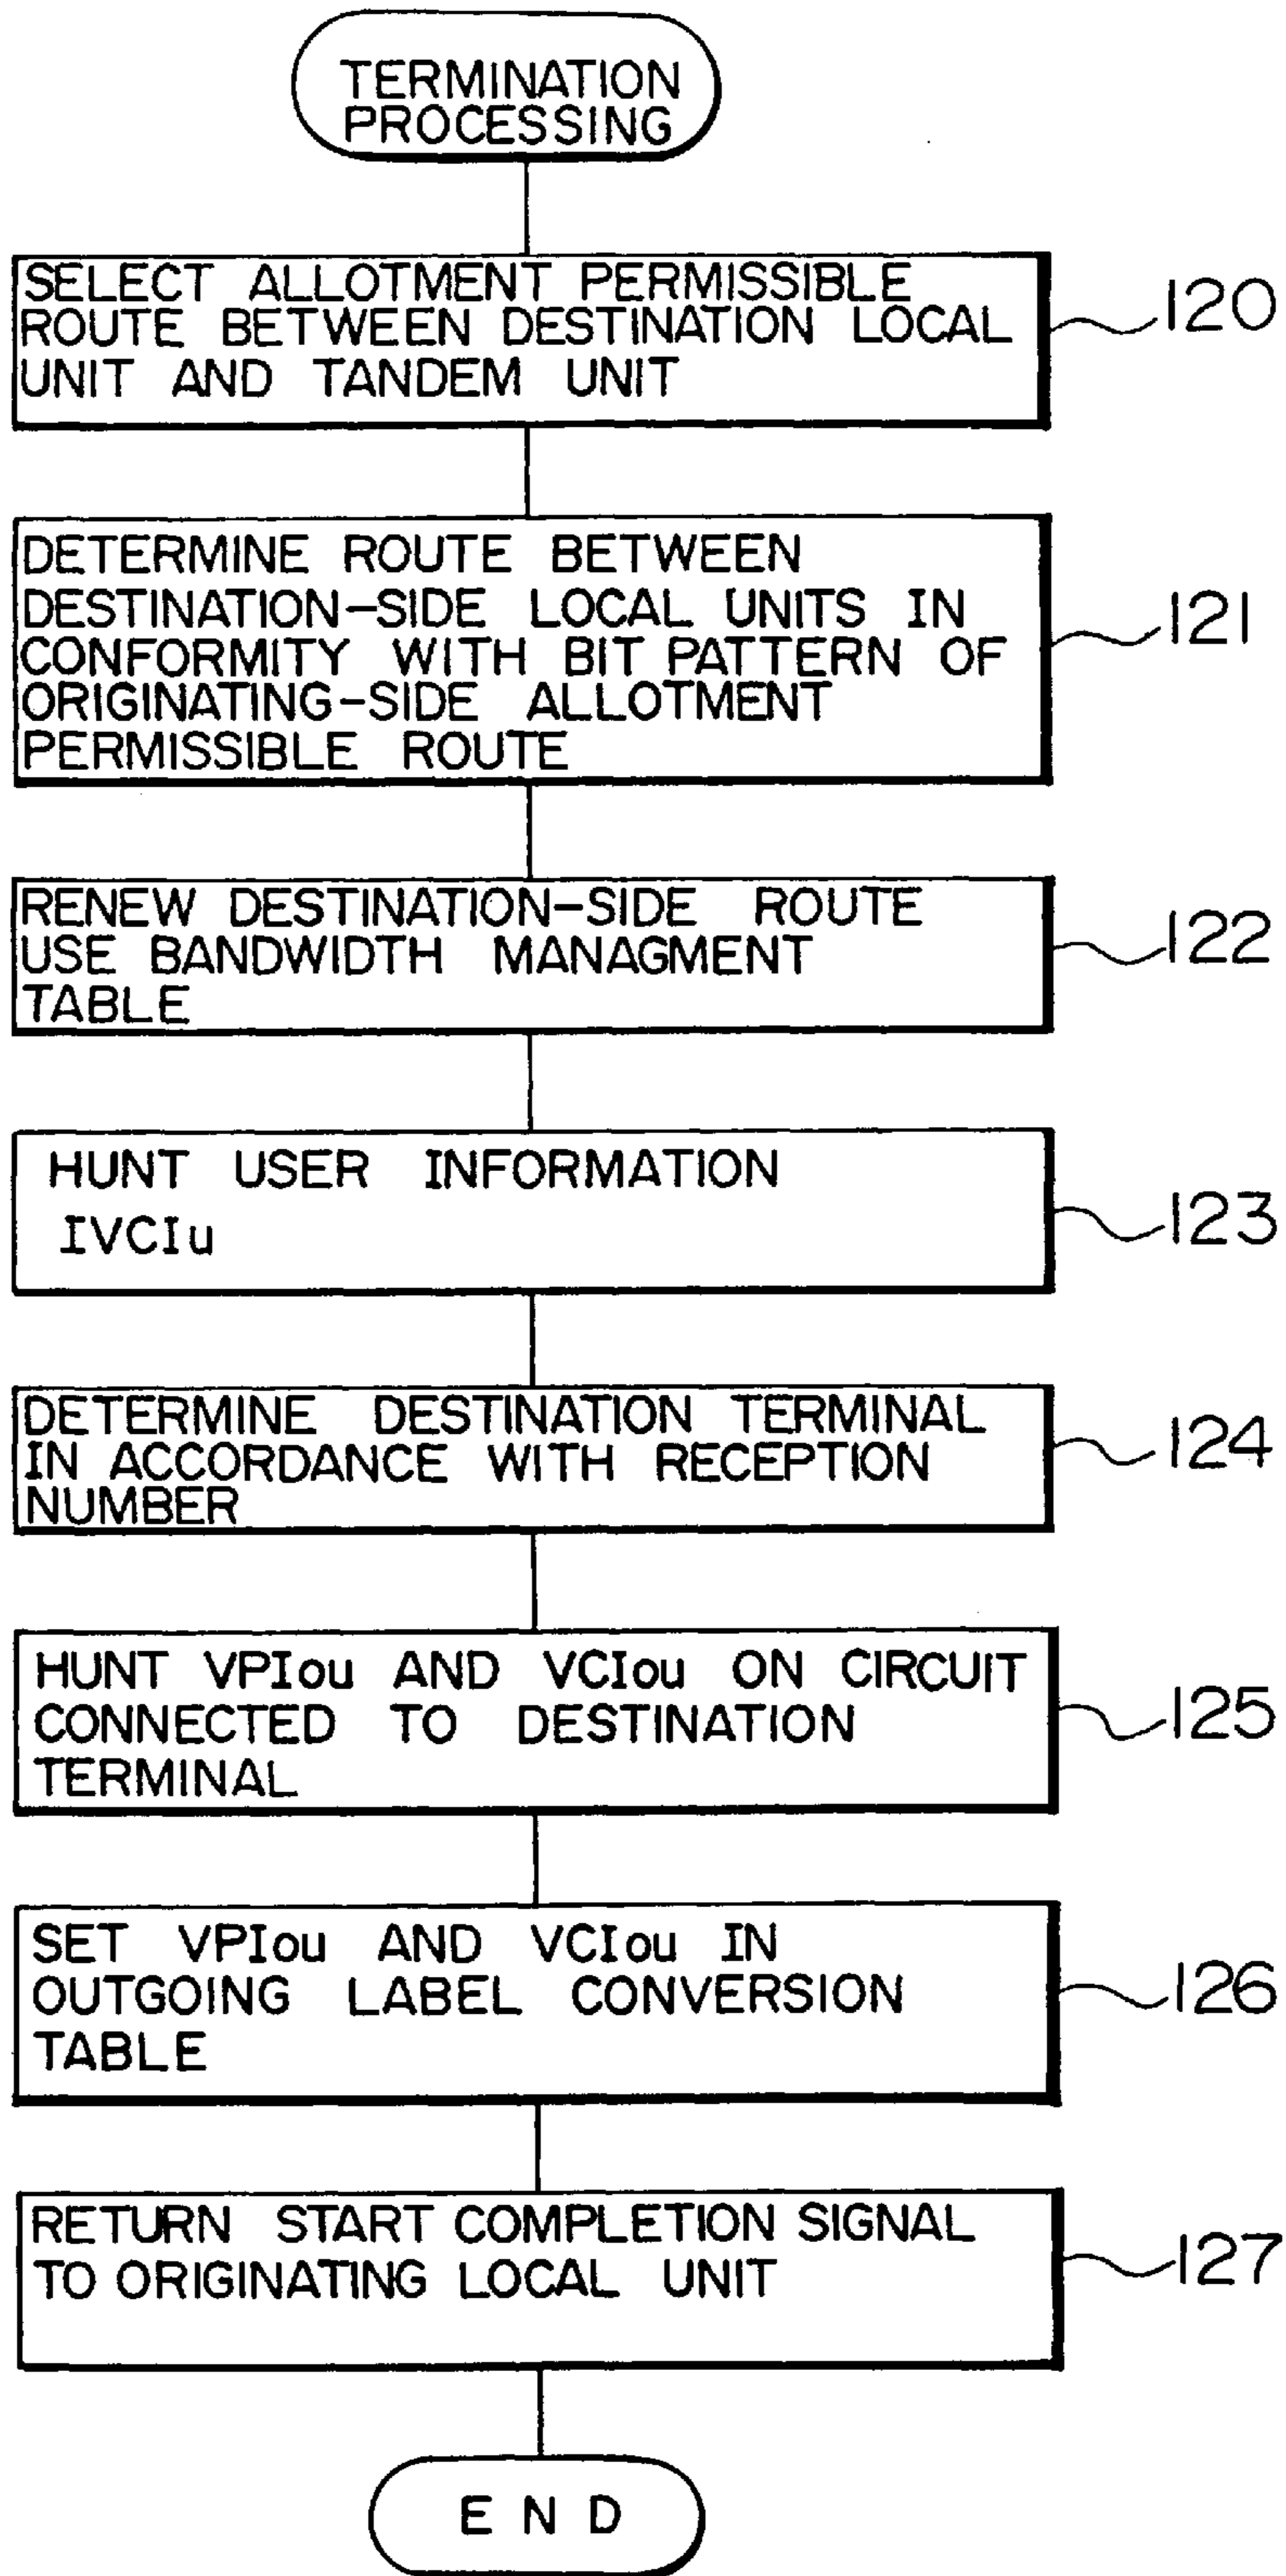 TERMINATION
PROCESSING
SELECT ALLOTMENT PERMISSIBLE
ROUTE BETWEEN DESTINATION LOCAL
UNIT AND TANDEM UNIT
120
DETERMINE ROUTE BETWEEN
DESTINATION-SIDE LOCAL UNITS IN
CONFORMITY WITH BIT PATTERN OF
ORIGINATING-SIDE ALLOTMENT
PERMISSIBLE ROUTE
121
RENEW DESTINATION-SIDE ROUTE
USE BANDWIDTH MANAGMENT
TABLE
122
HUNT USER INFORMATION
IVCIu
123
DETERMINE DESTINATION TERMINAL
IN ACCORDANCE WITH RECEPTION
NUMBER
124
HUNT VPIou AND VCIou ON CIRCUIT
CONNECTED TO DESTINATION
TERMINAL
125
SET VPIou AND VCIou IN
OUTGOING LABEL CONVERSION
TABLE
126
RETURN START COMPLETION SIGNAL
TO ORIGINATING LOCAL UNIT
127
END